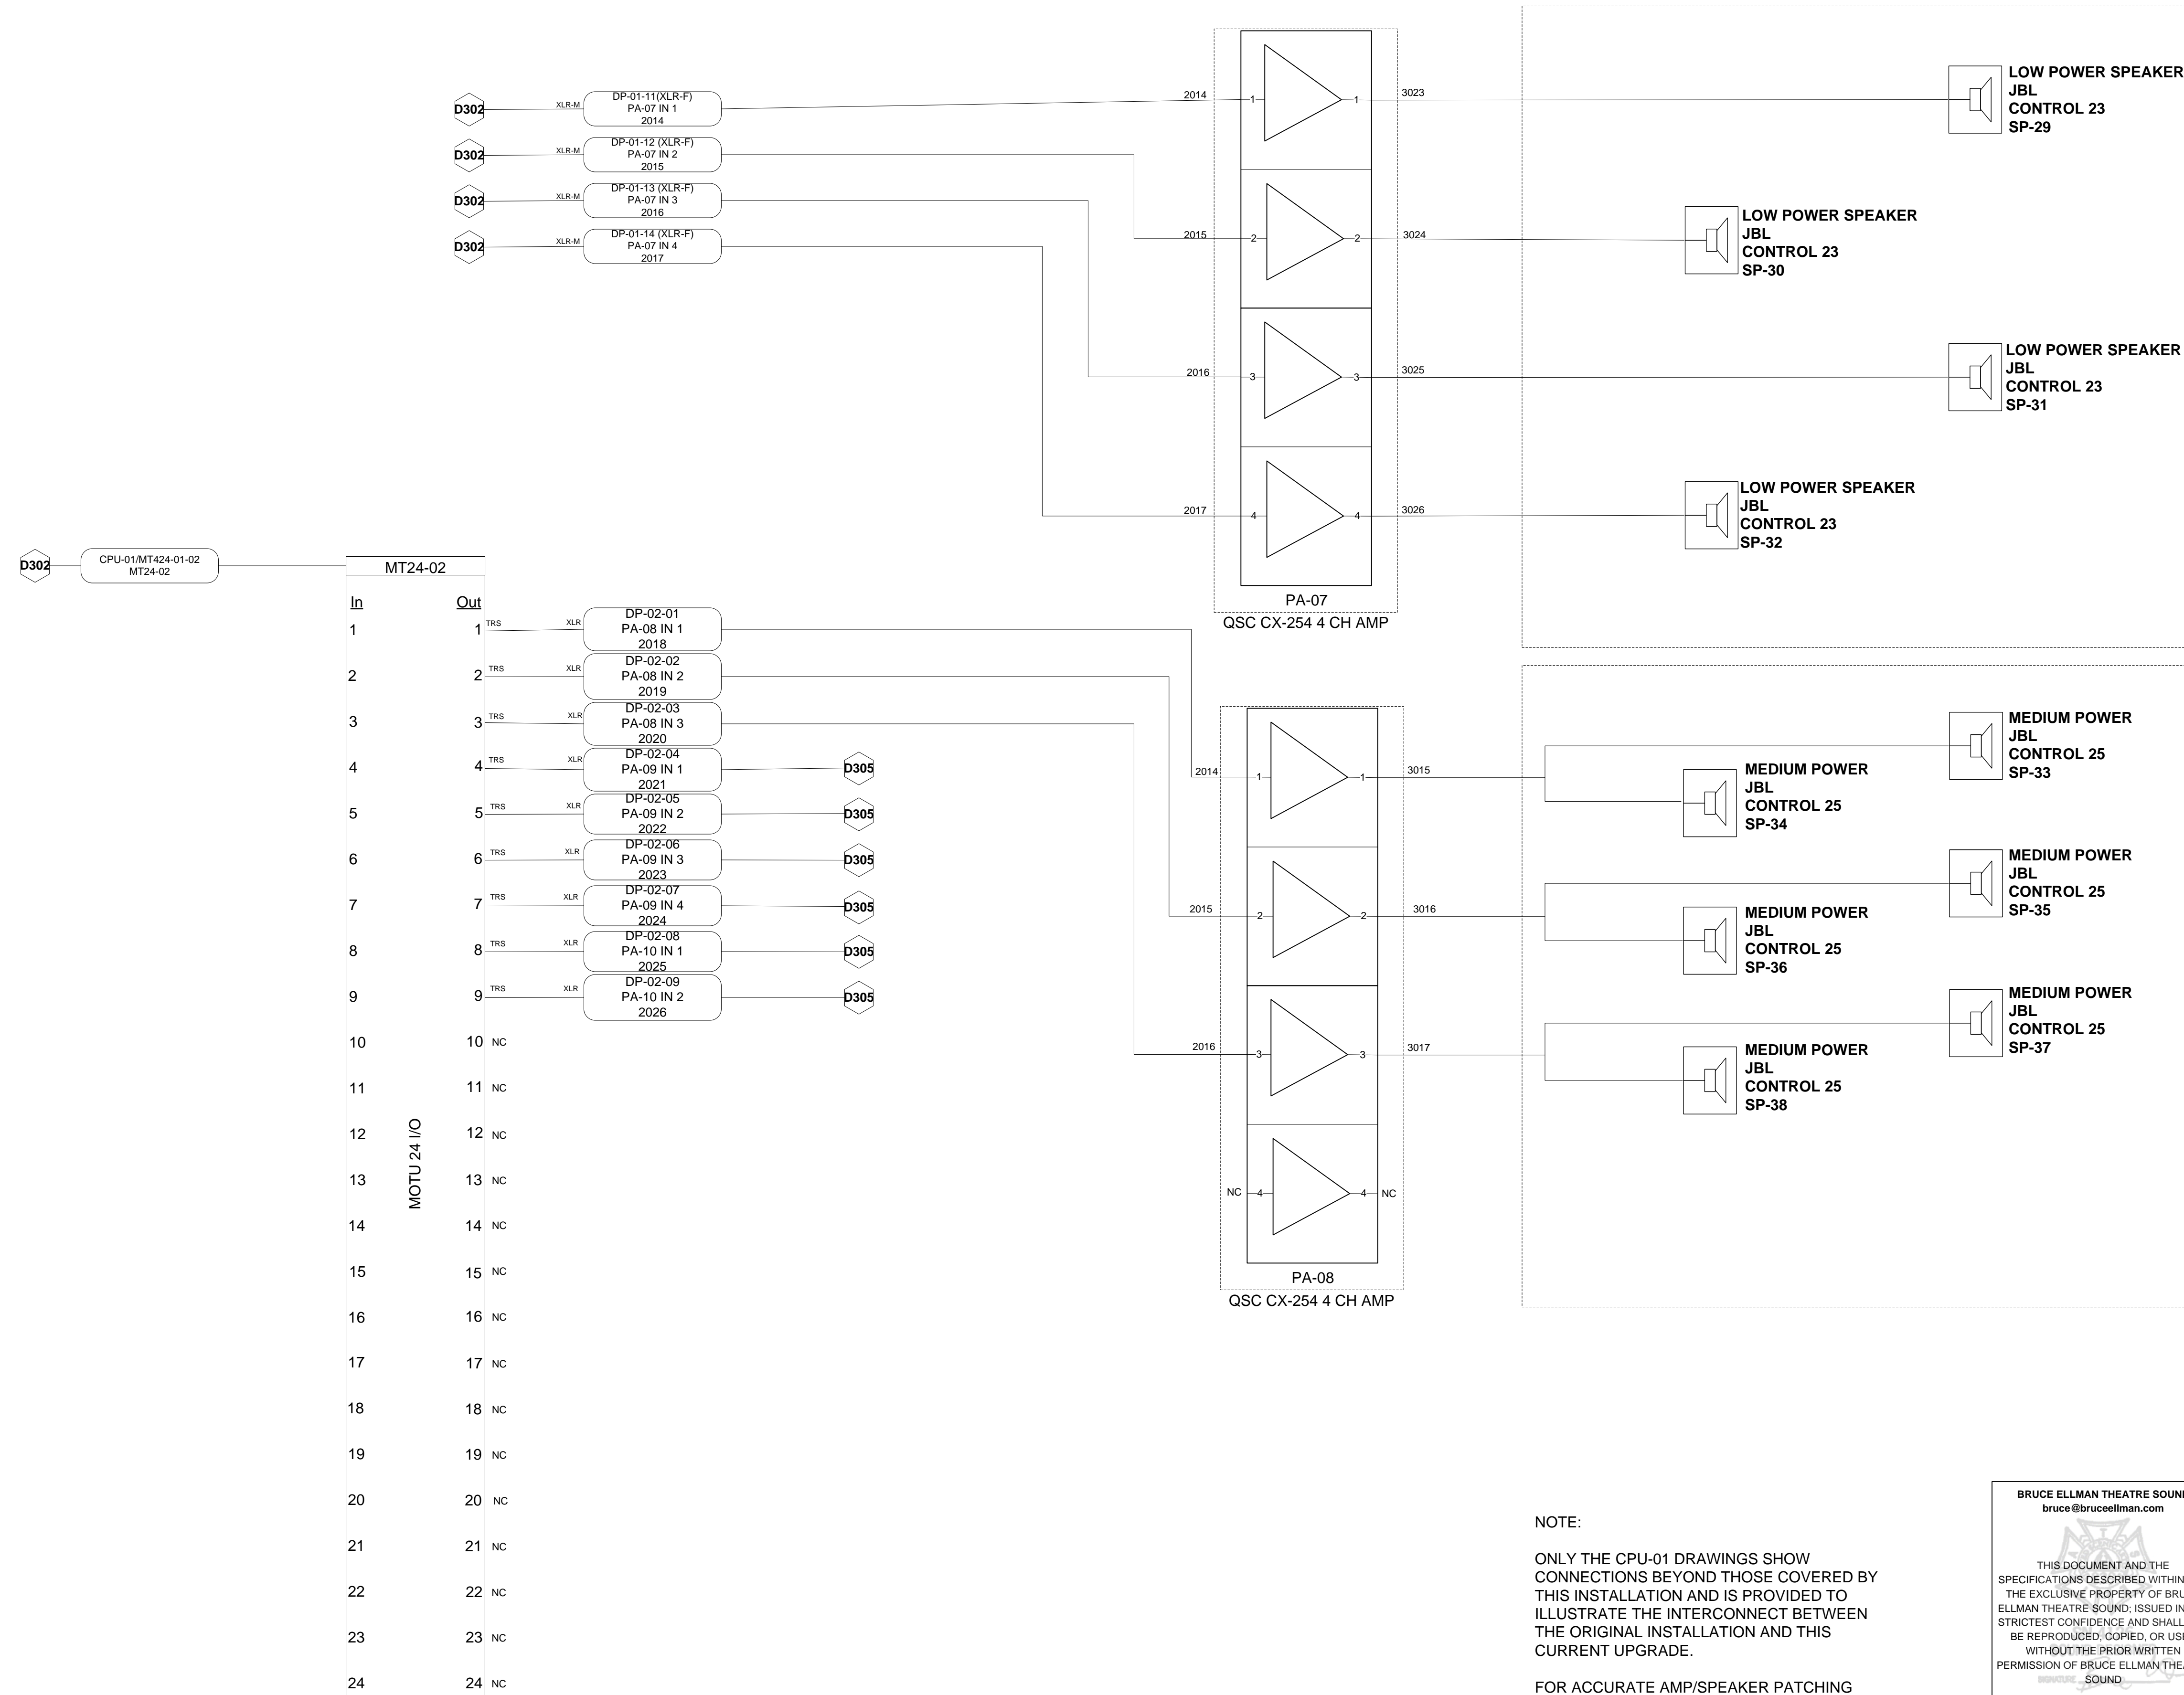 D302
XLR-M
DP-01-11(XLR-F)
PA-07 IN 1
2014
D302
XLR-M
DP-01-12 (XLR-F)
PA-07 IN 2
2015
D302
XLR-M
DP-01-13 (XLR-F)
PA-07 IN 3
2016
D302
XLR-M
DP-01-14 (XLR-F)
PA-07 IN 4
2017
2014
1
1
3023
2015
2
2
3024
2016
3
3
3025
2017
4
4
3026
PA-07
QSC CX-254 4 CH AMP
LOW POWER SPEAKER
JBL
CONTROL 23
SP-29
LOW POWER SPEAKER
JBL
CONTROL 23
SP-30
LOW POWER SPEAKER
JBL
CONTROL 23
SP-31
LOW POWER SPEAKER
JBL
CONTROL 23
SP-32
D302
CPU-01/MT424-01-02
MT24-02
MT24-02
In Out
1 1 TRS XLR
DP-02-01
PA-08 IN 1
2018
2 2 TRS XLR
DP-02-02
PA-08 IN 2
2019
3 3 TRS XLR
DP-02-03
PA-08 IN 3
2020
4 4 TRS XLR
DP-02-04
PA-09 IN 1
2021
D305
5 5 TRS XLR
DP-02-05
PA-09 IN 2
2022
D305
6 6 TRS XLR
DP-02-06
PA-09 IN 3
2023
D305
7 7 TRS XLR
DP-02-07
PA-09 IN 4
2024
D305
8 8 TRS XLR
DP-02-08
PA-10 IN 1
2025
D305
9 9 TRS XLR
DP-02-09
PA-10 IN 2
2026
D305
10 10 NC
11 11 NC
12 12 NC
13 13 NC
14 14 NC
15 15 NC
16 16 NC
17 17 NC
18 18 NC
19 19 NC
20 20 NC
21 21 NC
22 22 NC
23 23 NC
24 24 NC
MOTU 24 I/O
2014
1
1
3015
2015
2
2
3016
2016
3
3
3017
NC
4
4
NC
PA-08
QSC CX-254 4 CH AMP
MEDIUM POWER
JBL
CONTROL 25
SP-33
MEDIUM POWER
JBL
CONTROL 25
SP-34
MEDIUM POWER
JBL
CONTROL 25
SP-35
MEDIUM POWER
JBL
CONTROL 25
SP-36
MEDIUM POWER
JBL
CONTROL 25
SP-37
MEDIUM POWER
JBL
CONTROL 25
SP-38
NOTE:
ONLY THE CPU-01 DRAWINGS SHOW
CONNECTIONS BEYOND THOSE COVERED BY
THIS INSTALLATION AND IS PROVIDED TO
ILLUSTRATE THE INTERCONNECT BETWEEN
THE ORIGINAL INSTALLATION AND THIS
CURRENT UPGRADE.
FOR ACCURATE AMP/SPEAKER PATCHING
BRUCE ELLMAN THEATRE
bruce@bruceellman.com
THIS DOCUMENT AND THE
SPECIFICATIONS DESCRIBED
THE EXCLUSIVE PROPERTY OF
ELLMAN THEATRE SOUND; ISSUED
STRICTEST CONFIDENCE AND SHALL
BE REPRODUCED, COPIED, OR
WITHOUT THE PRIOR WRITTEN
PERMISSION OF BRUCE ELLMAN
SOUND